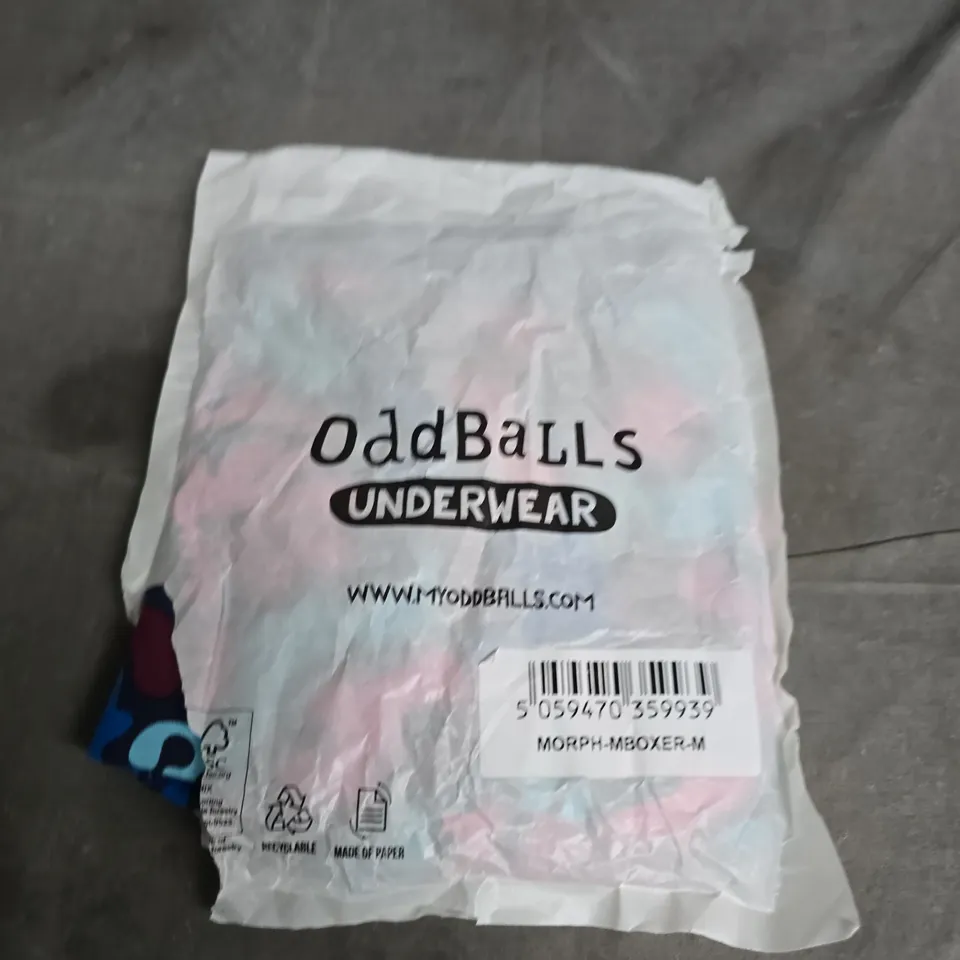 OddBaLLs
UNDERWEAR
WWW.MYODDBALLS.COM
5 059470 359939
MORPH-MBOXER-M
RECYCLABLE
MADE OF PAPER